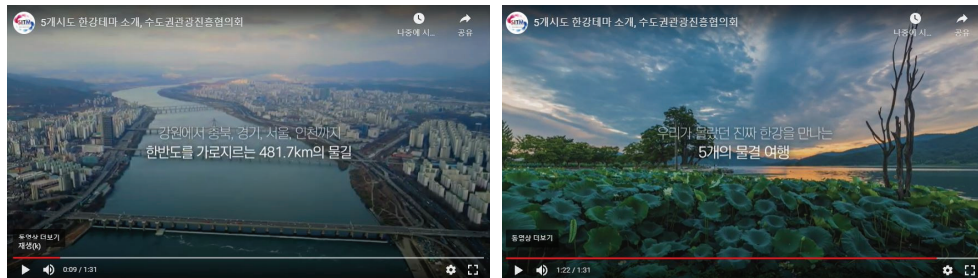 5개시도 한강테마 소개, 수도권관광진흥협의회
나중에 시...
공유
강원에서 충북, 경기, 서울, 인천까지
한반도를 가로지르는 481.7km의 물길
동영상 더보기
재생(k)
0:09 / 1:31
5개시도 한강테마 소개, 수도권관광진흥협의회
나중에 시...
공유
우리가 몰랐던 진짜 한강을 만나는
5개의 물결 여행
동영상 더보기
1:22 / 1:31